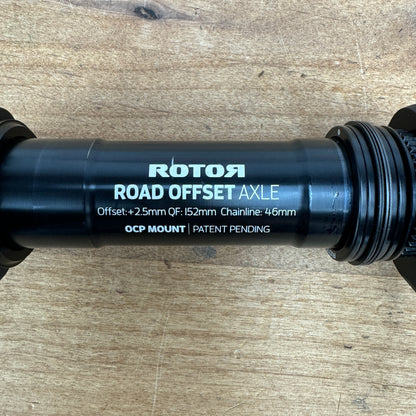 ROTOR
ROAD OFFSET AXLE
Offset:+2.5mm QF: 152mm Chainline: 46mm
OCP MOUNT | PATENT PENDING